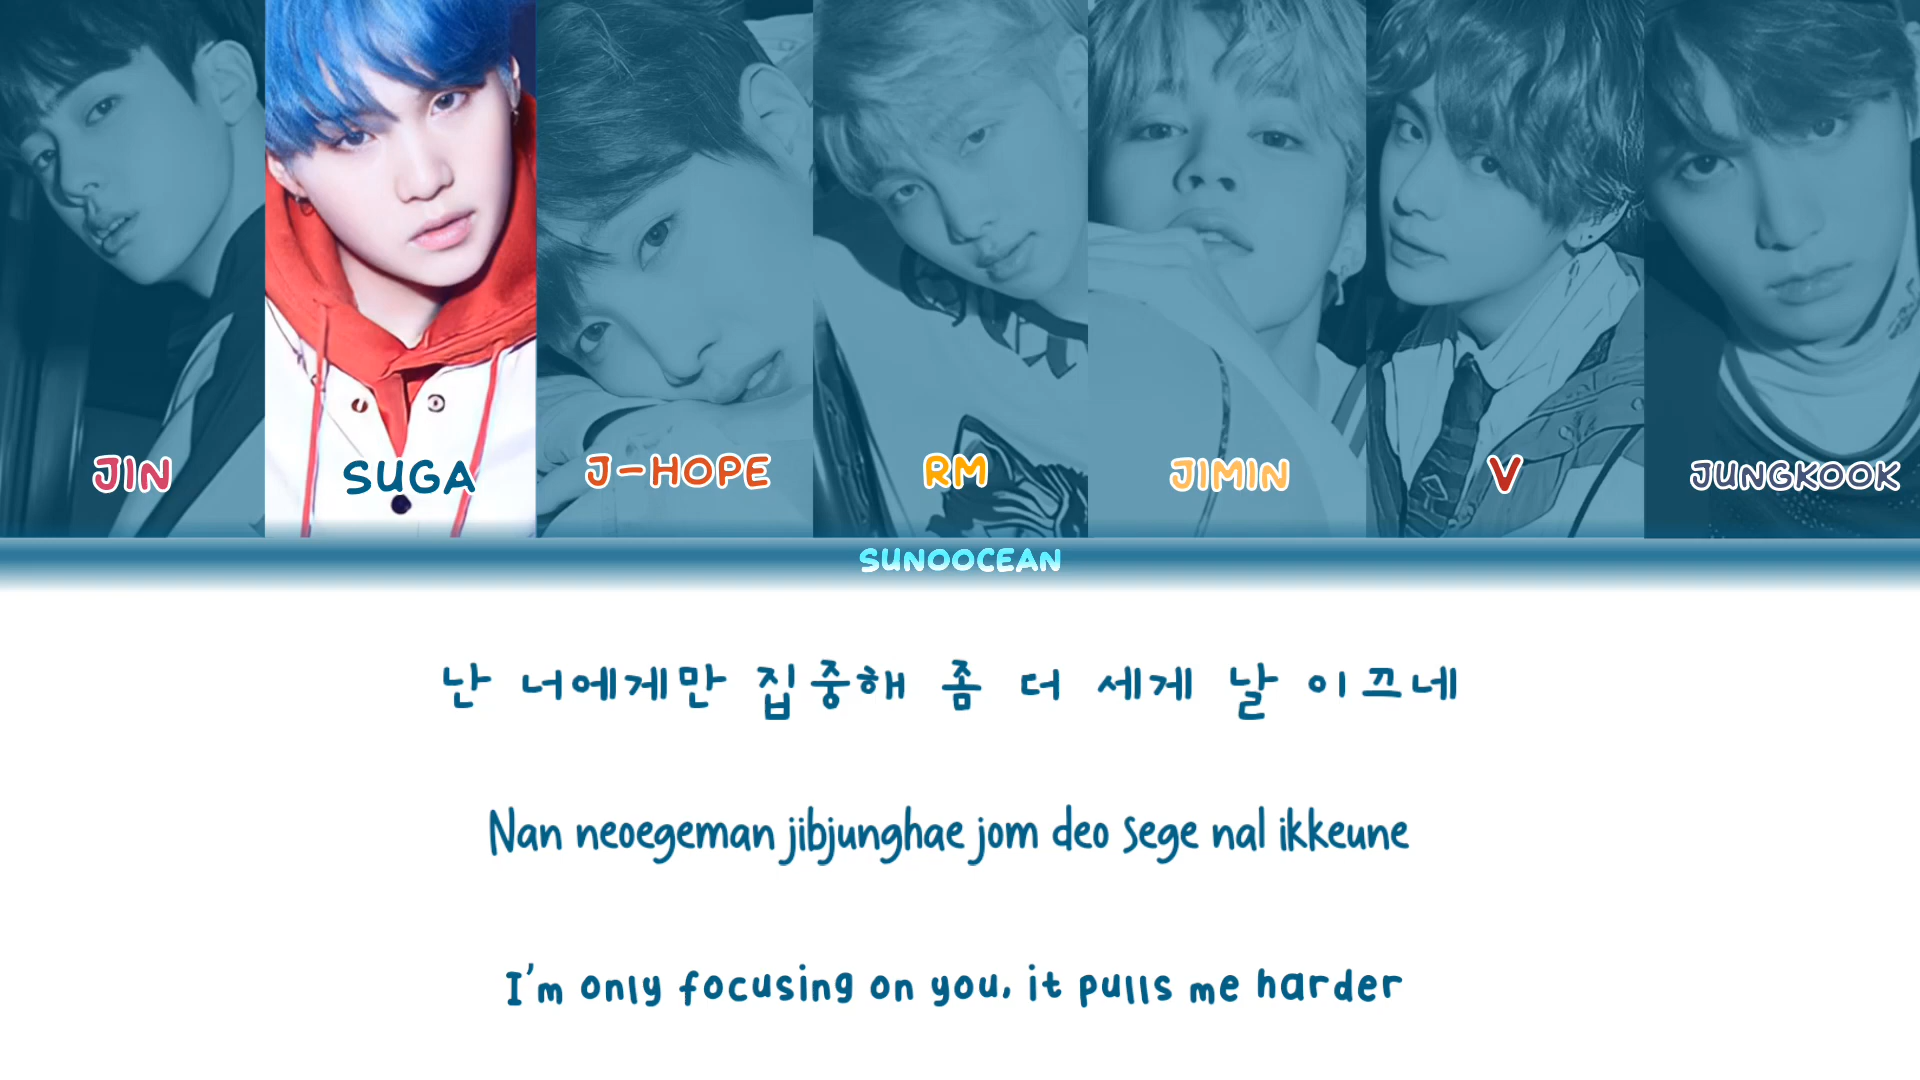 JIN
SUGA
J-HOPE
RM
JIMIN
V
JUNGKOOK
SUNOOCEAN
난 너에게만 집중해 좀 더 세게 날 이끄네
Nan neoegeman jibjunghae jom deo sege nal ikkeune
I'm only focusing on you, it pulls me harder